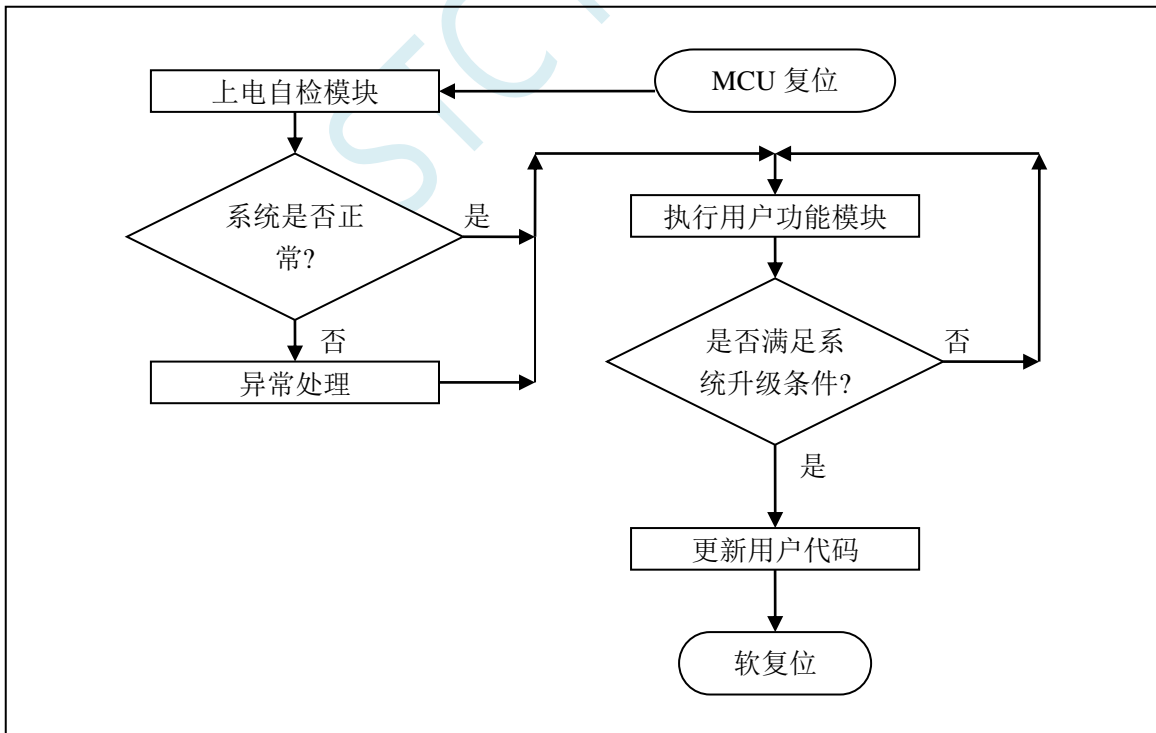 MCU 复位
上电自检模块
系统是否正
常?
是
否
异常处理
执行用户功能模块
是否满足系
统升级条件?
否
是
更新用户代码
软复位
STC